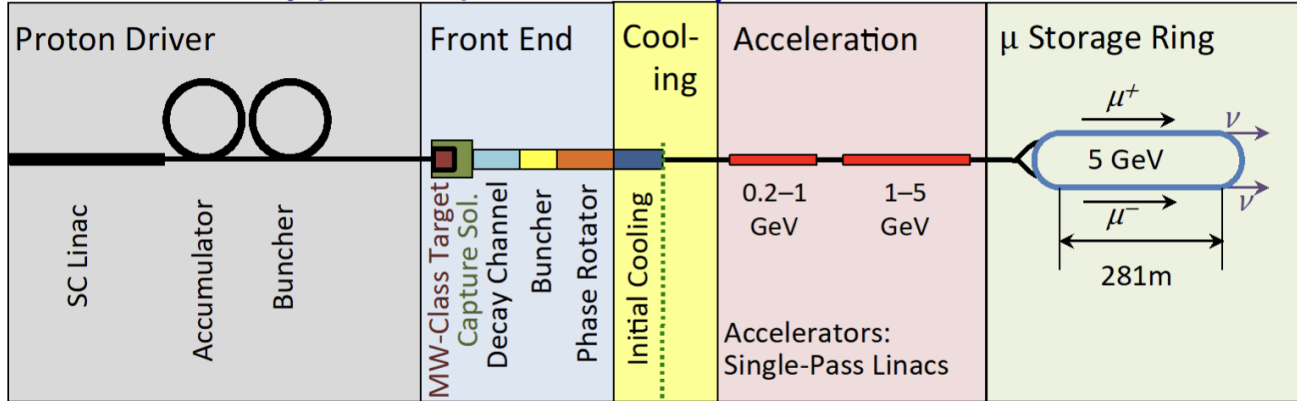 Proton Driver
Front End
Cool-
ing
Acceleration
μ Storage Ring
μ+
ν
5 GeV
ν
μ−
281m
0.2–1
GeV
1–5
GeV
Accelerators:
Single-Pass Linacs
SC Linac
Accumulator
Buncher
MW-Class Target
Capture Sol.
Decay Channel
Buncher
Phase Rotator
Initial Cooling